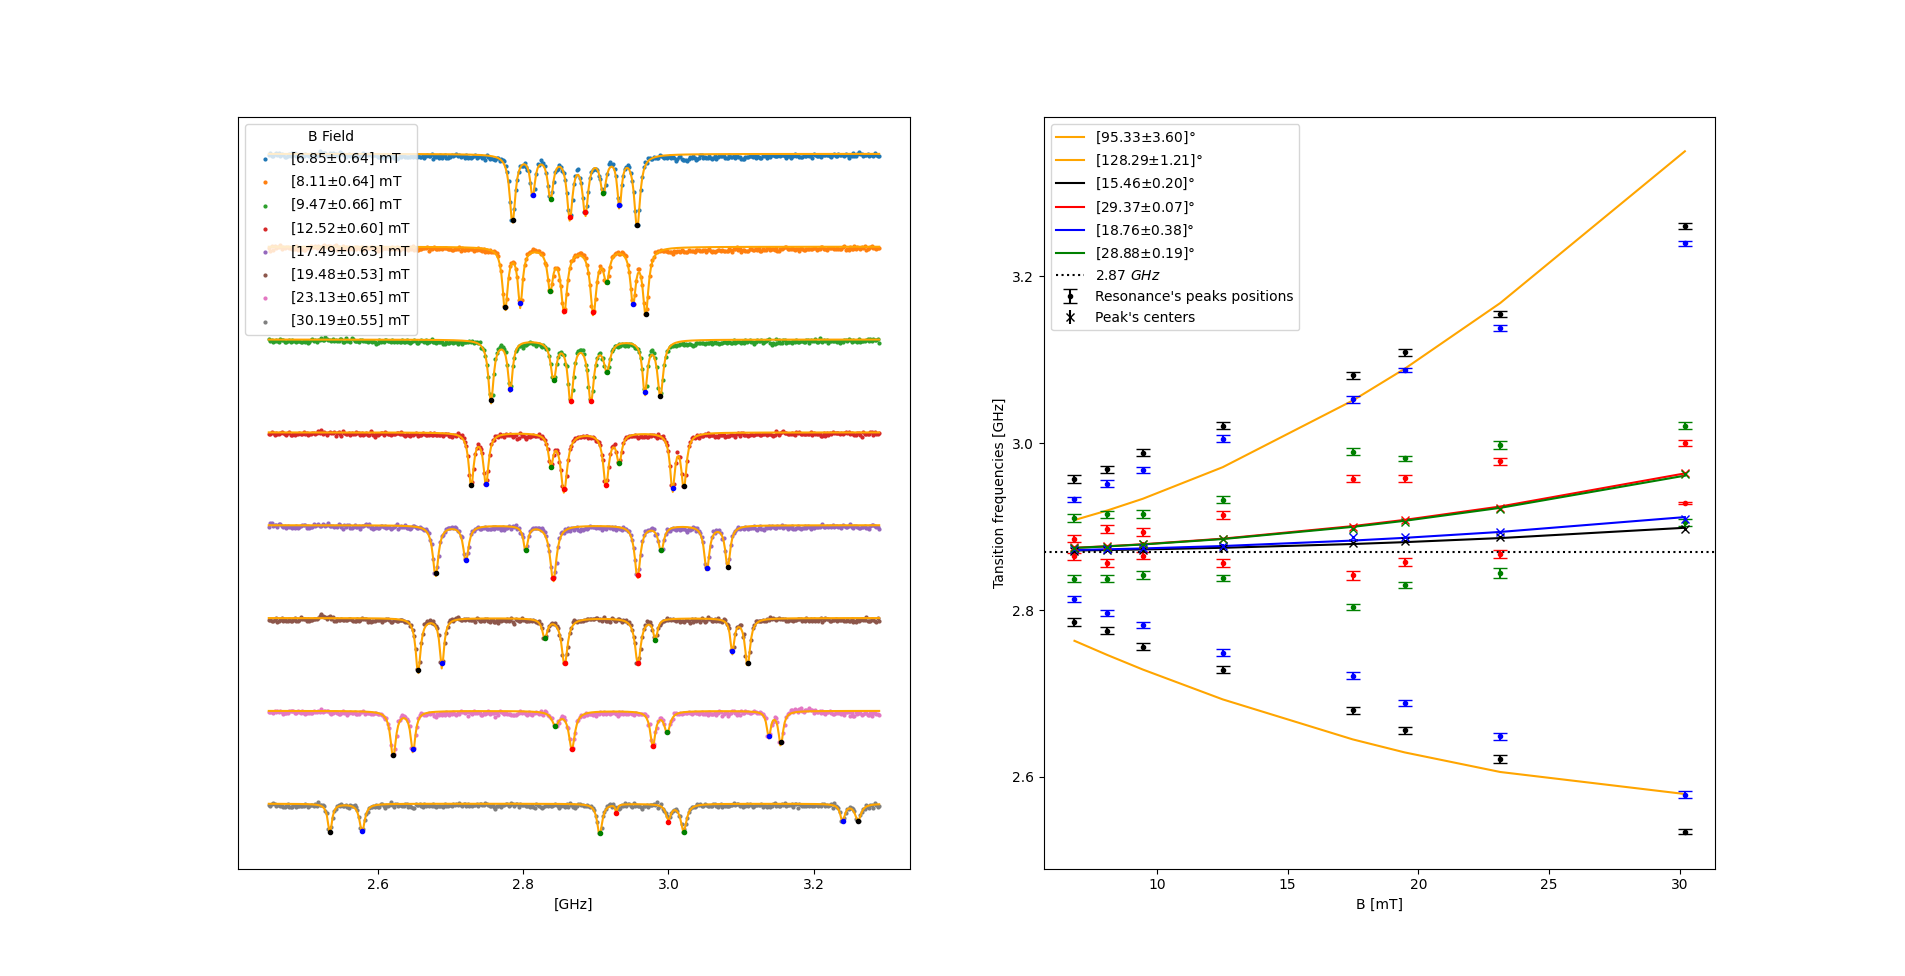 B Field
[6.85±0.64] mT
[8.11±0.64] mT
[9.47±0.66] mT
[12.52±0.60] mT
[17.49±0.63] mT
[19.48±0.53] mT
[23.13±0.65] mT
[30.19±0.55] mT
2.6 2.8 3.0 3.2
[GHz]
[95.33±3.60]°
[128.29±1.21]°
[15.46±0.20]°
[29.37±0.07]°
[18.76±0.38]°
[28.88±0.19]°
2.87 GHz
Resonance's peaks positions
Peak's centers
Tansition frequencies [GHz]
3.2
3.0
2.8
2.6
10 15 20 25 30
B [mT]